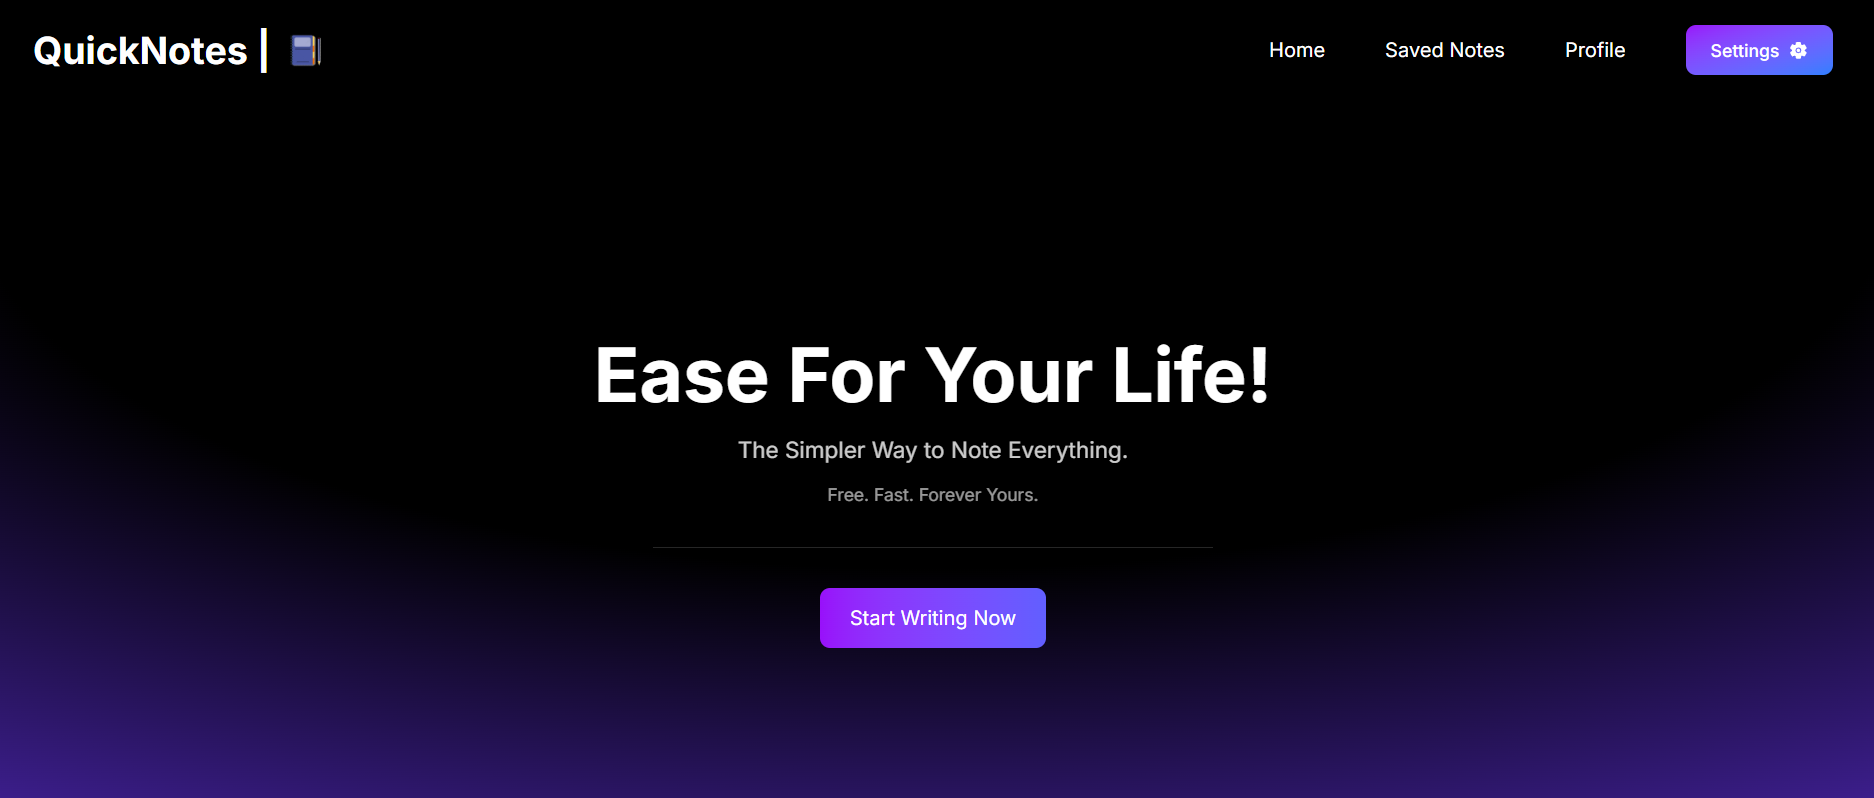 QuickNotes |
Home
Saved Notes
Profile
Settings
Ease For Your Life!
The Simpler Way to Note Everything.
Free. Fast. Forever Yours.
Start Writing Now